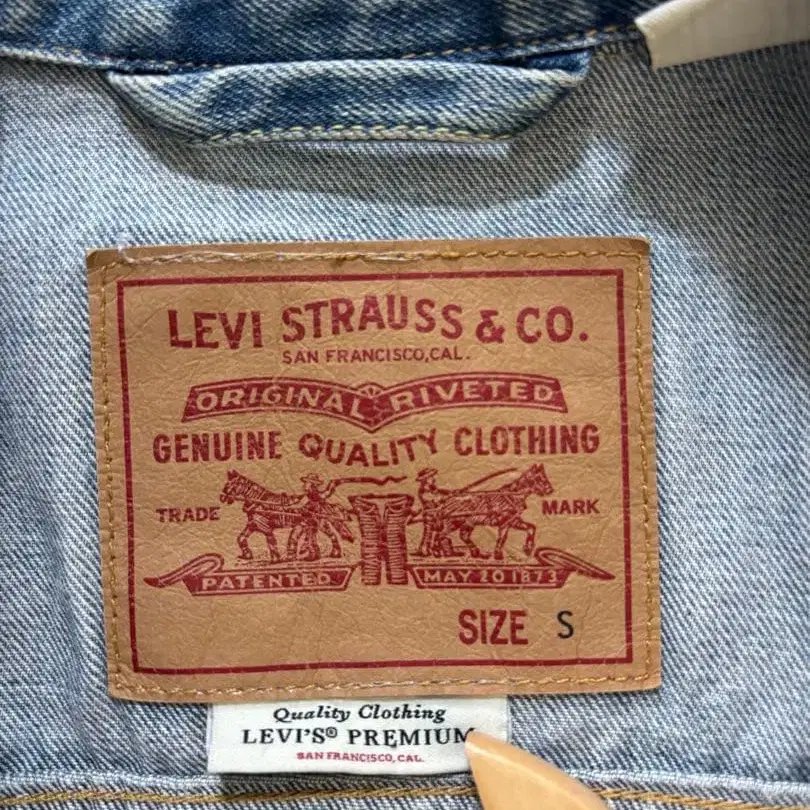 LEVI STRAUSS & CO.
SAN FRANCISCO, CAL.
ORIGINAL RIVETED
GENUINE QUALITY CLOTHING
TRADE MARK
PATENTED MAY 20 1873
SIZE S
Quality Clothing
LEVI'S® PREMIUM
SAN FRANCISCO, CAL.